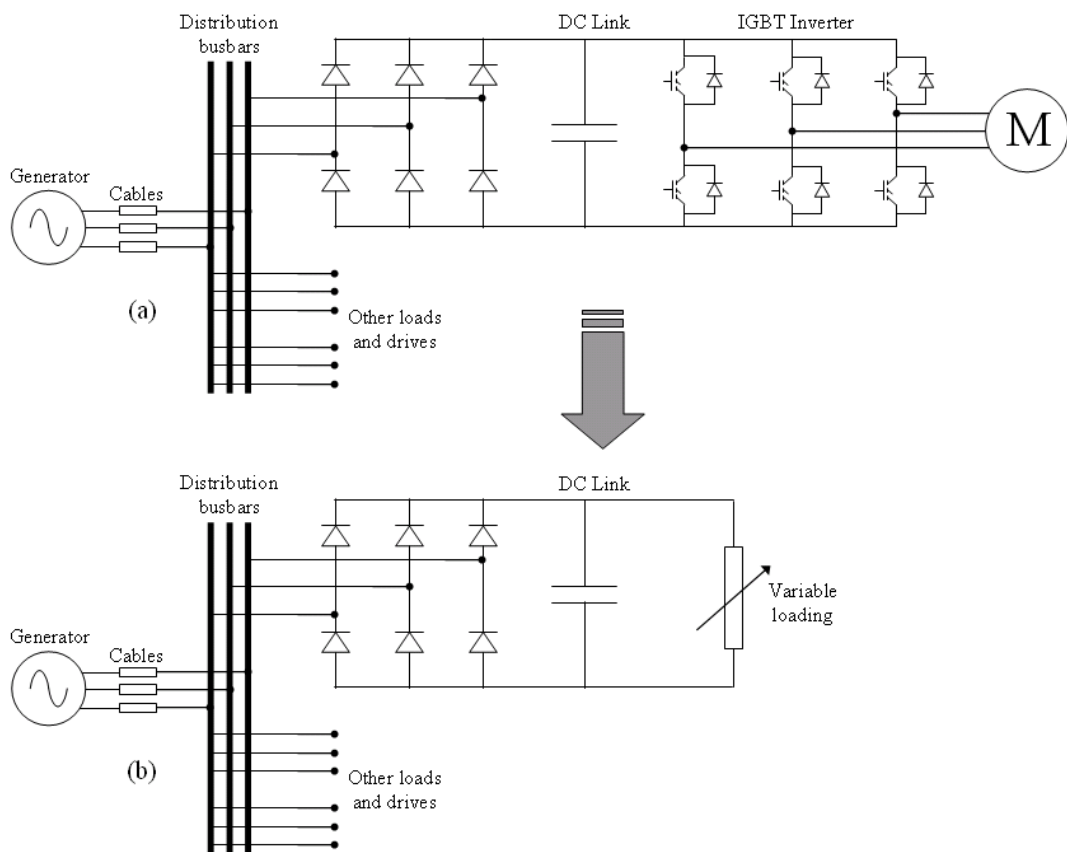 Distribution
busbars
DC Link
IGBT Inverter
M
Generator
Cables
(a)
Other loads
and drives
Distribution
busbars
DC Link
Variable
loading
Generator
Cables
(b)
Other loads
and drives